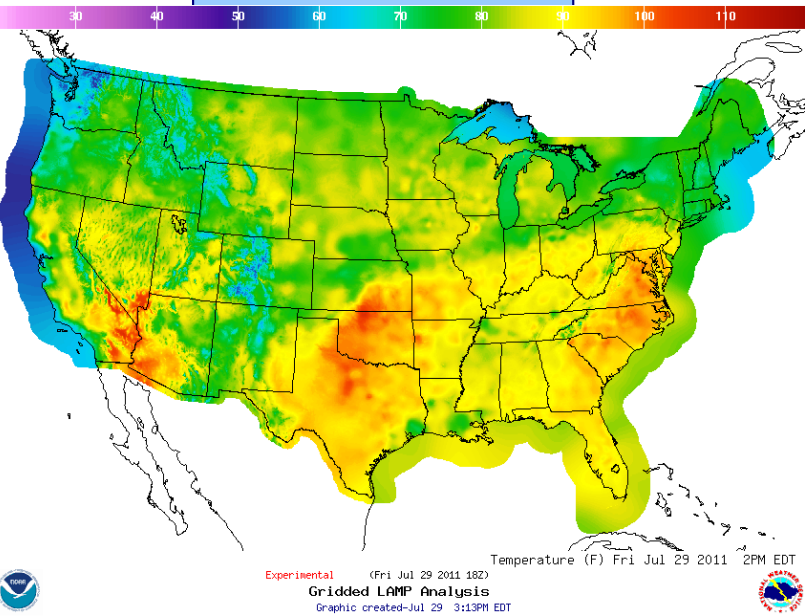 30 40 50 60 70 80 90 100 110
Temperature (F) Fri Jul 29 2011 2PM EDT
Experimental (Fri Jul 29 2011 18Z)
Gridded LAMP Analysis
Graphic created-Jul 29 3:13PM EDT
noaa